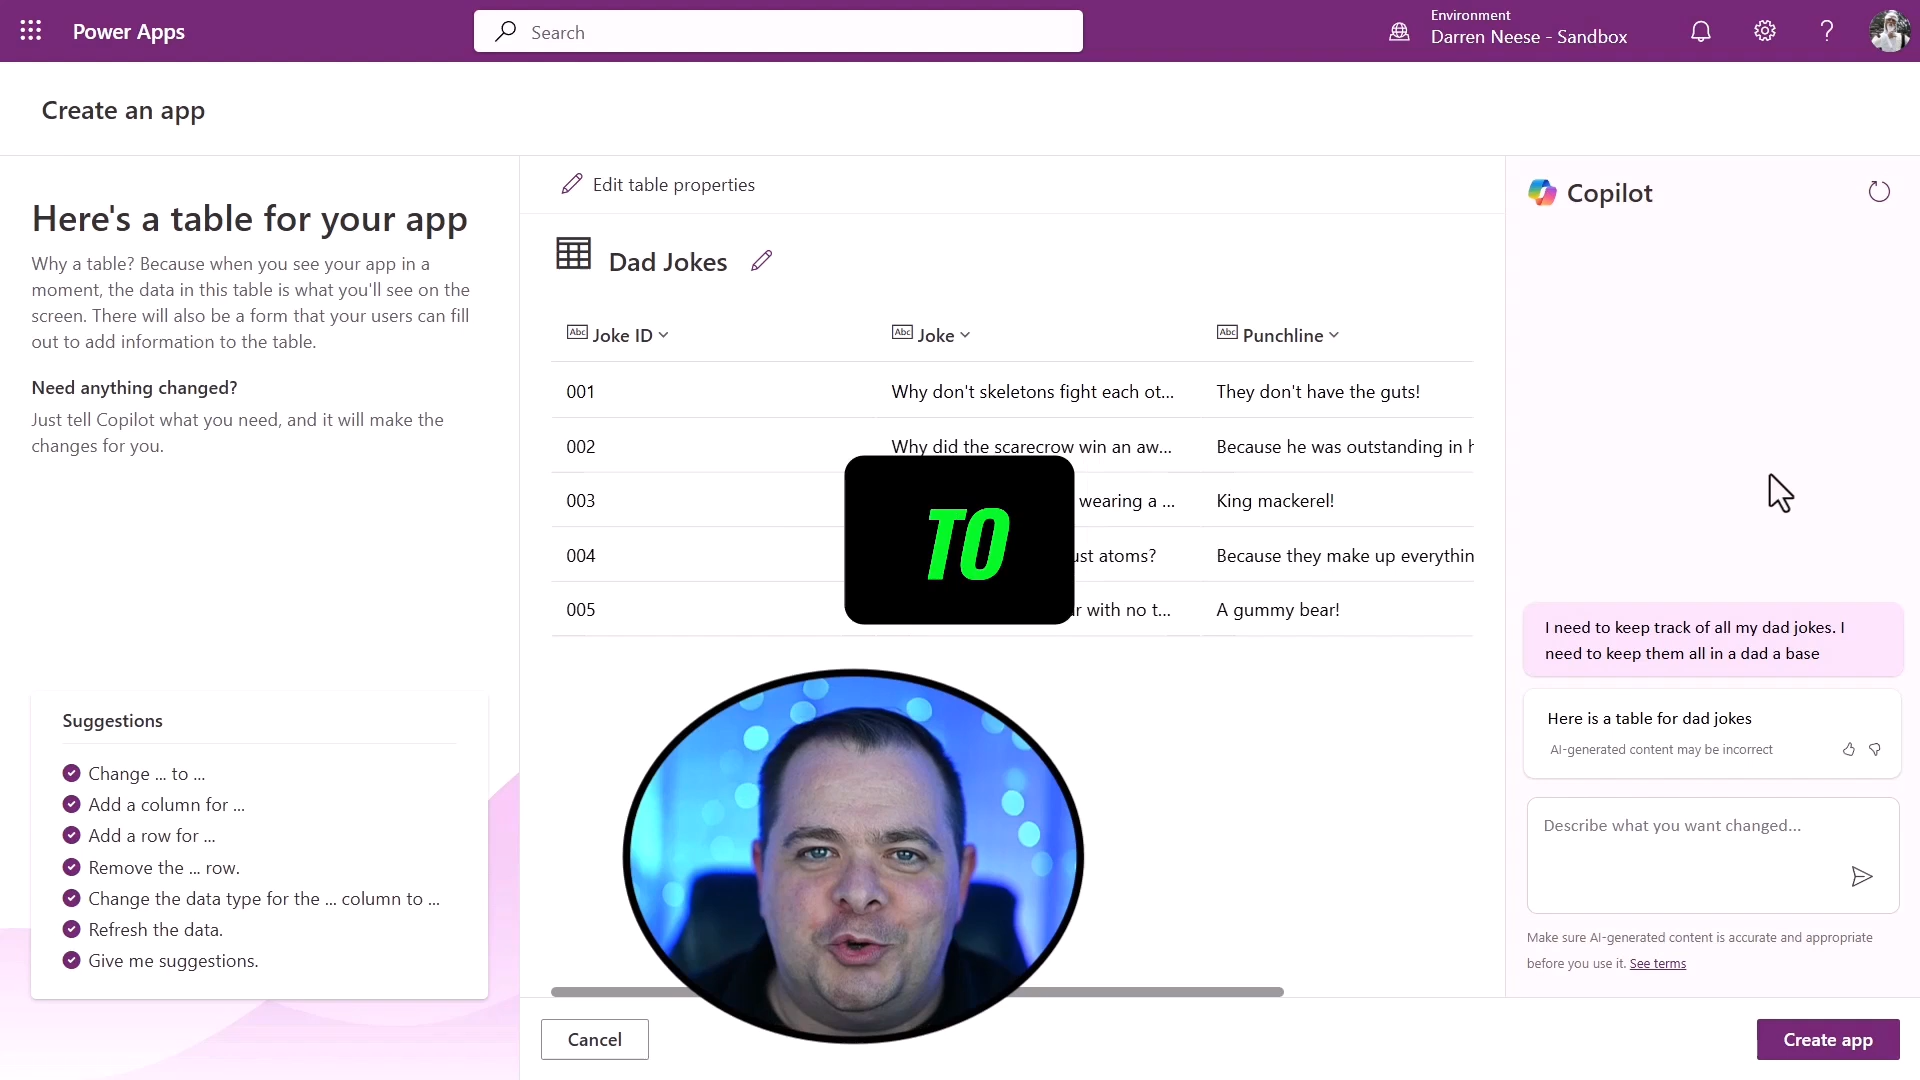 Power Apps
Search
Environment
Darren Neese - Sandbox
Create an app
Here's a table for your app
Why a table? Because when you see your app in a
moment, the data in this table is what you'll see on the
screen. There will also be a form that your users can fill
out to add information to the table.
Need anything changed?
Just tell Copilot what you need, and it will make the
changes for you.
Suggestions
Change ... to ...
Add a column for ...
Add a row for ...
Remove the ... row.
Change the data type for the ... column to ...
Refresh the data.
Give me suggestions.
Edit table properties
Dad Jokes
Abc Joke ID
Abc Joke
Abc Punchline
001 Why don't skeletons fight each ot... They don't have the guts!
002 Why did the scarecrow win an aw... Because he was outstanding in
003 wearing a ... King mackerel!
004 atoms? Because they make up everythin
005 with no t... A gummy bear!
TO
Cancel
Copilot
I need to keep track of all my dad jokes. I
need to keep them all in a dad a base
Here is a table for dad jokes
AI-generated content may be incorrect
Describe what you want changed...
Make sure AI-generated content is accurate and appropriate
before you use it. See terms
Create app